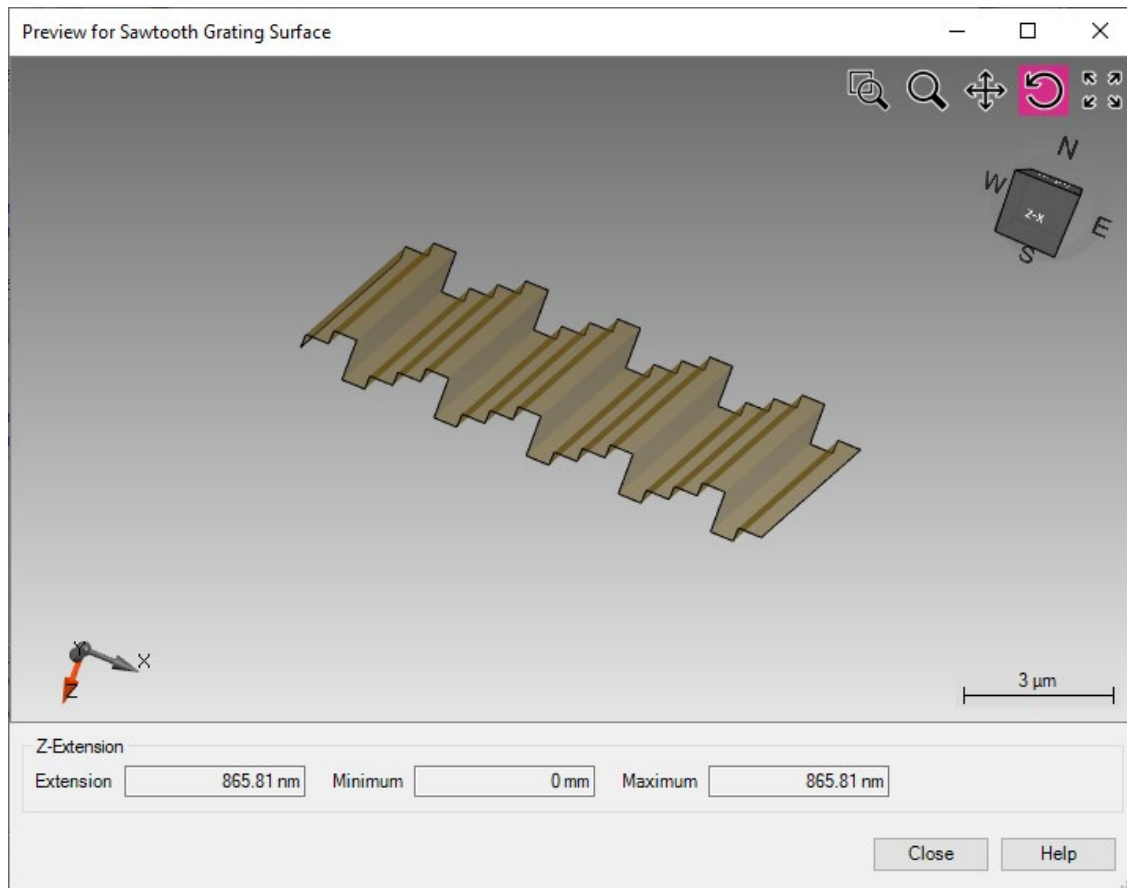 Preview for Sawtooth Grating Surface
N
W
Z-X
E
S
Y
X
Z
3 µm
Z-Extension
Extension 865.81 nm Minimum 0 mm Maximum 865.81 nm
Close Help